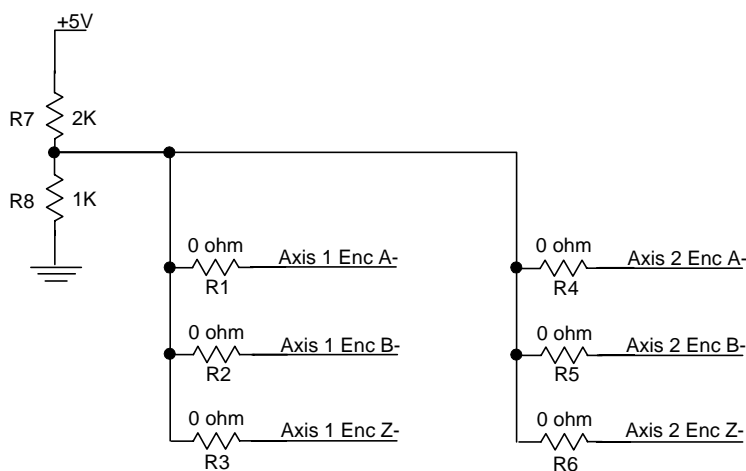 +5V
R7 2K
R8 1K
0 ohm Axis 1 Enc A-
R1
0 ohm Axis 2 Enc A-
R4
0 ohm Axis 1 Enc B-
R2
0 ohm Axis 2 Enc B-
R5
0 ohm Axis 1 Enc Z-
R3
0 ohm Axis 2 Enc Z-
R6